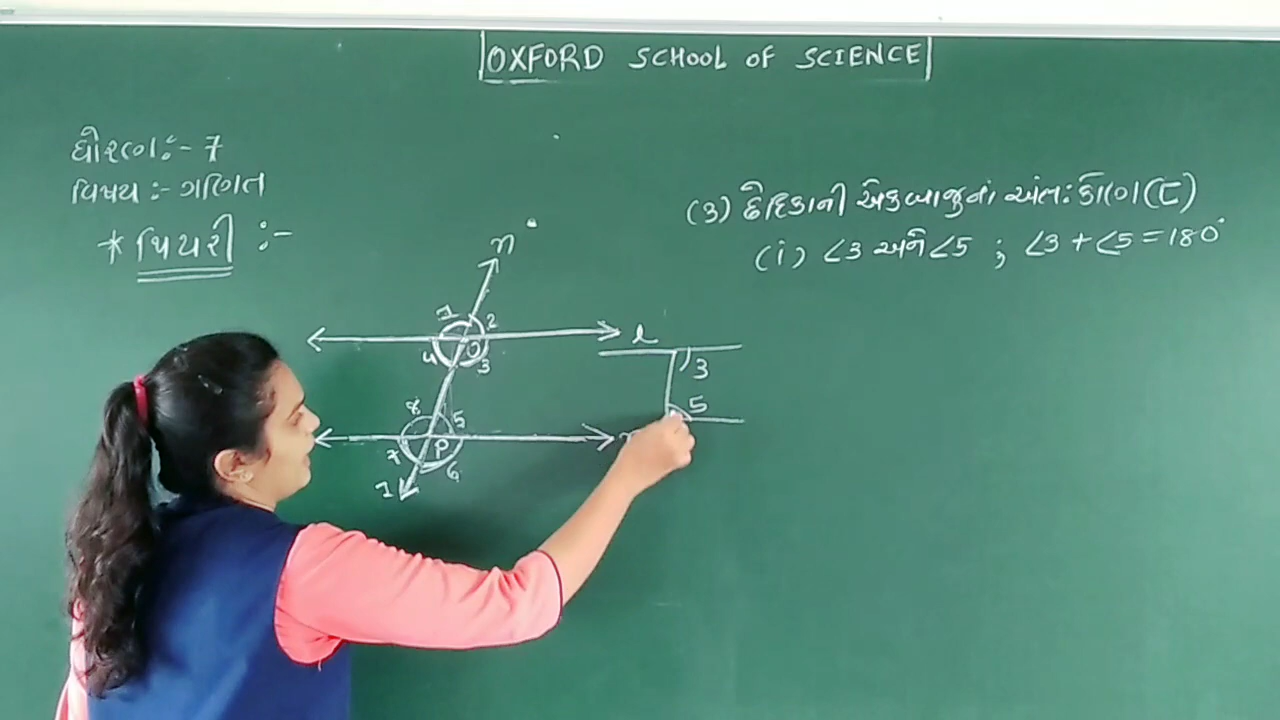 OXFORD SCHOOL OF SCIENCE
ધોરણ:- 7
વિષય:- ગણિત
* થિયરી:-
(3) છેદિકાની એકબાજુના અંત:કોણ (⊏)
(i) ∠3 અને ∠5 ; ∠3 + ∠5 = 180°
n
1 2
l
4 O 3
3
8 5
5
7 P 6